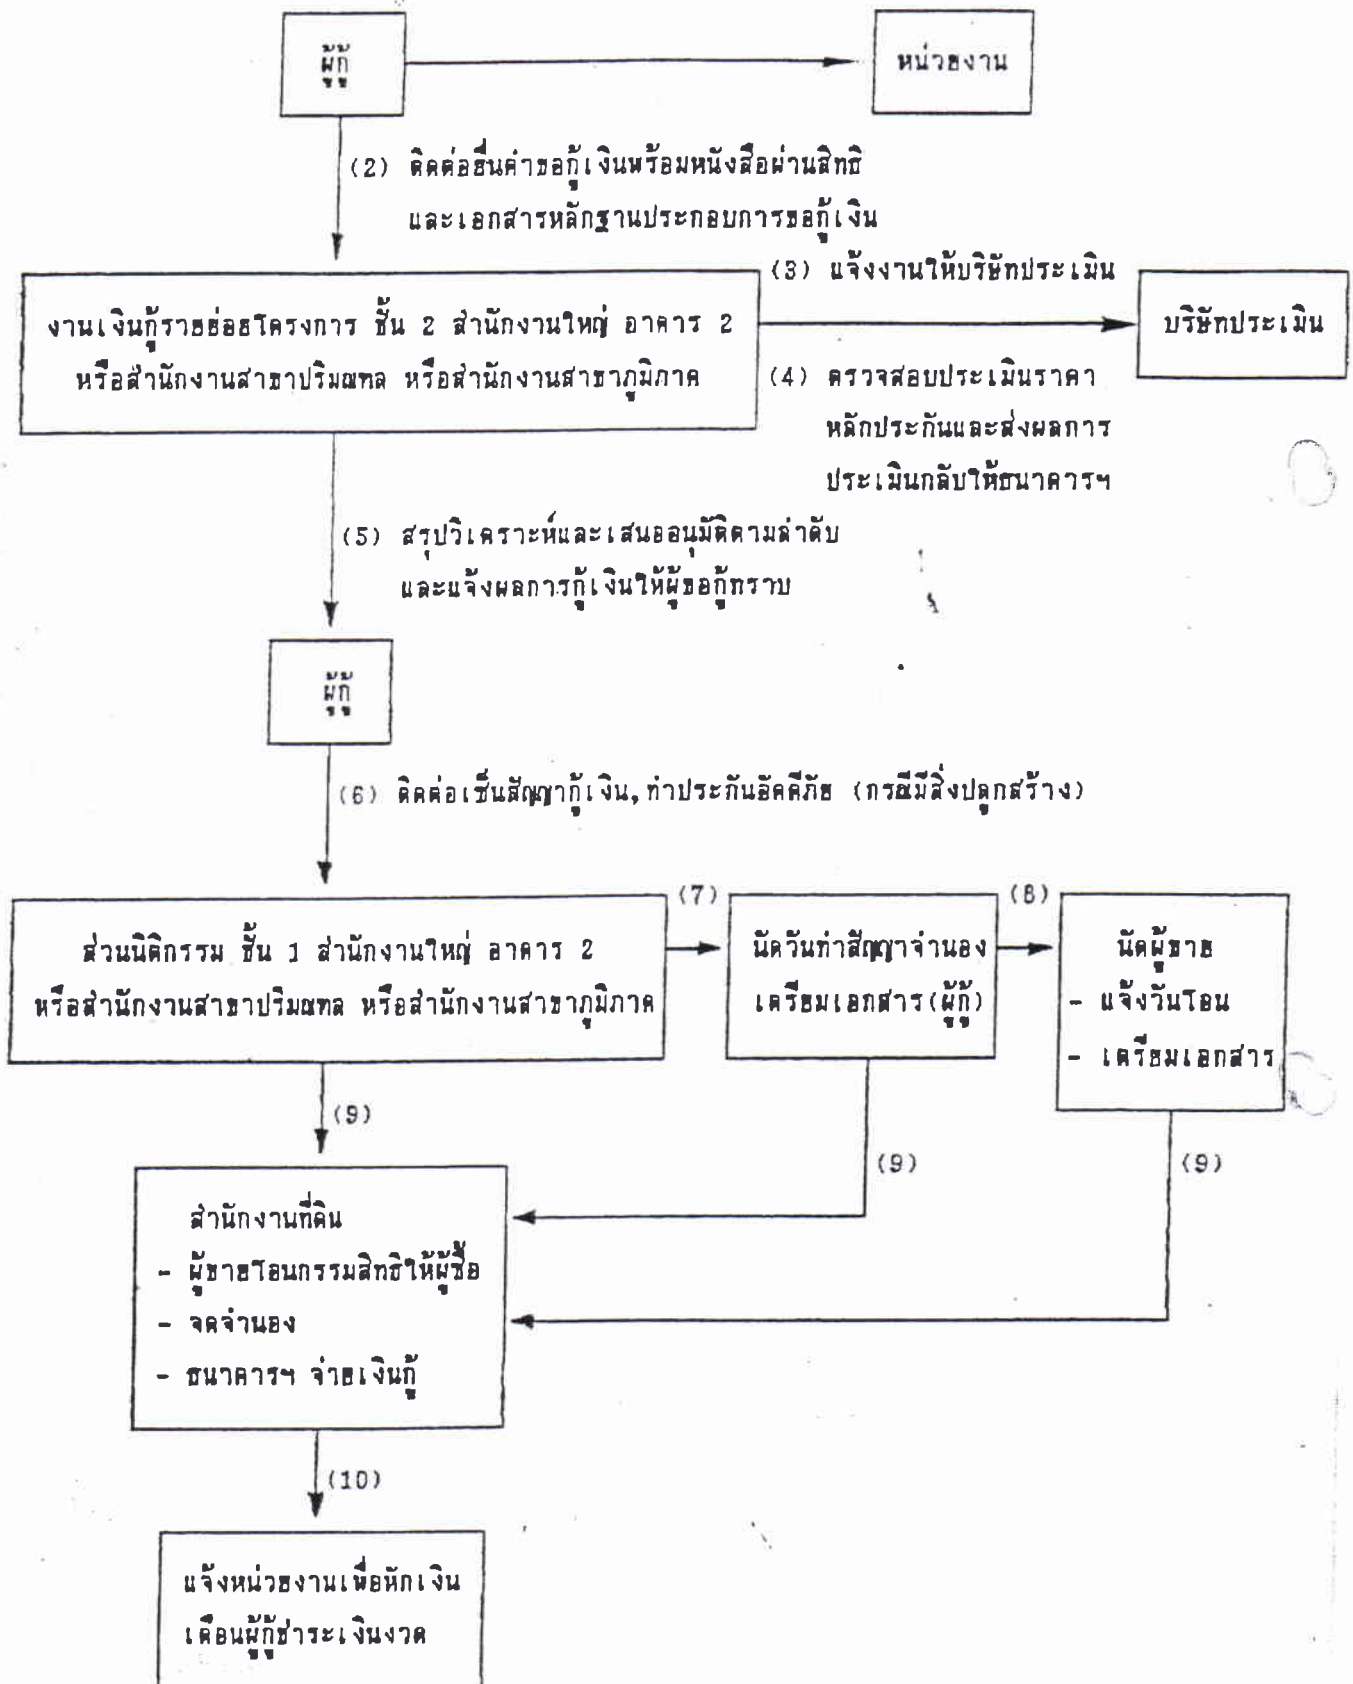 ผู้กู้
หน่วยงาน
(2) ติดต่อยื่นคำขอกู้เงินพร้อมหนังสือผ่านสิทธิ
และเอกสารหลักฐานประกอบการขอกู้เงิน
(3) แจ้งงานให้บริษัทประเมิน
งานเงินกู้รายย่อยโครงการ ชั้น 2 สำนักงานใหญ่ อาคาร 2
หรือสำนักงานสาขาปริมณฑล หรือสำนักงานสาขาภูมิภาค
บริษัทประเมิน
(4) ตรวจสอบประเมินราคา
หลักประกันและส่งผลการ
ประเมินกลับให้ธนาคารฯ
(5) สรุปวิเคราะห์และเสนออนุมัติตามลำดับ
และแจ้งผลการกู้เงินให้ผู้ขอกู้ทราบ
ผู้กู้
(6) ติดต่อเซ็นสัญญากู้เงิน,ทำประกันอัคคีภัย (กรณีมีสิ่งปลูกสร้าง)
ส่วนนิติกรรม ชั้น 1 สำนักงานใหญ่ อาคาร 2
หรือสำนักงานสาขาปริมณฑล หรือสำนักงานสาขาภูมิภาค
(7)
นัดวันทำสัญญาจำนอง
เตรียมเอกสาร(ผู้กู้)
(8)
นัดผู้ขาย
- แจ้งวันโอน
- เตรียมเอกสาร
(9)
(9)
(9)
สำนักงานที่ดิน
- ผู้ขายโอนกรรมสิทธิให้ผู้ซื้อ
- จดจำนอง
- ธนาคารฯ จ่ายเงินกู้
(10)
แจ้งหน่วยงานเพื่อหักเงิน
เดือนผู้กู้ชำระเงินงวด